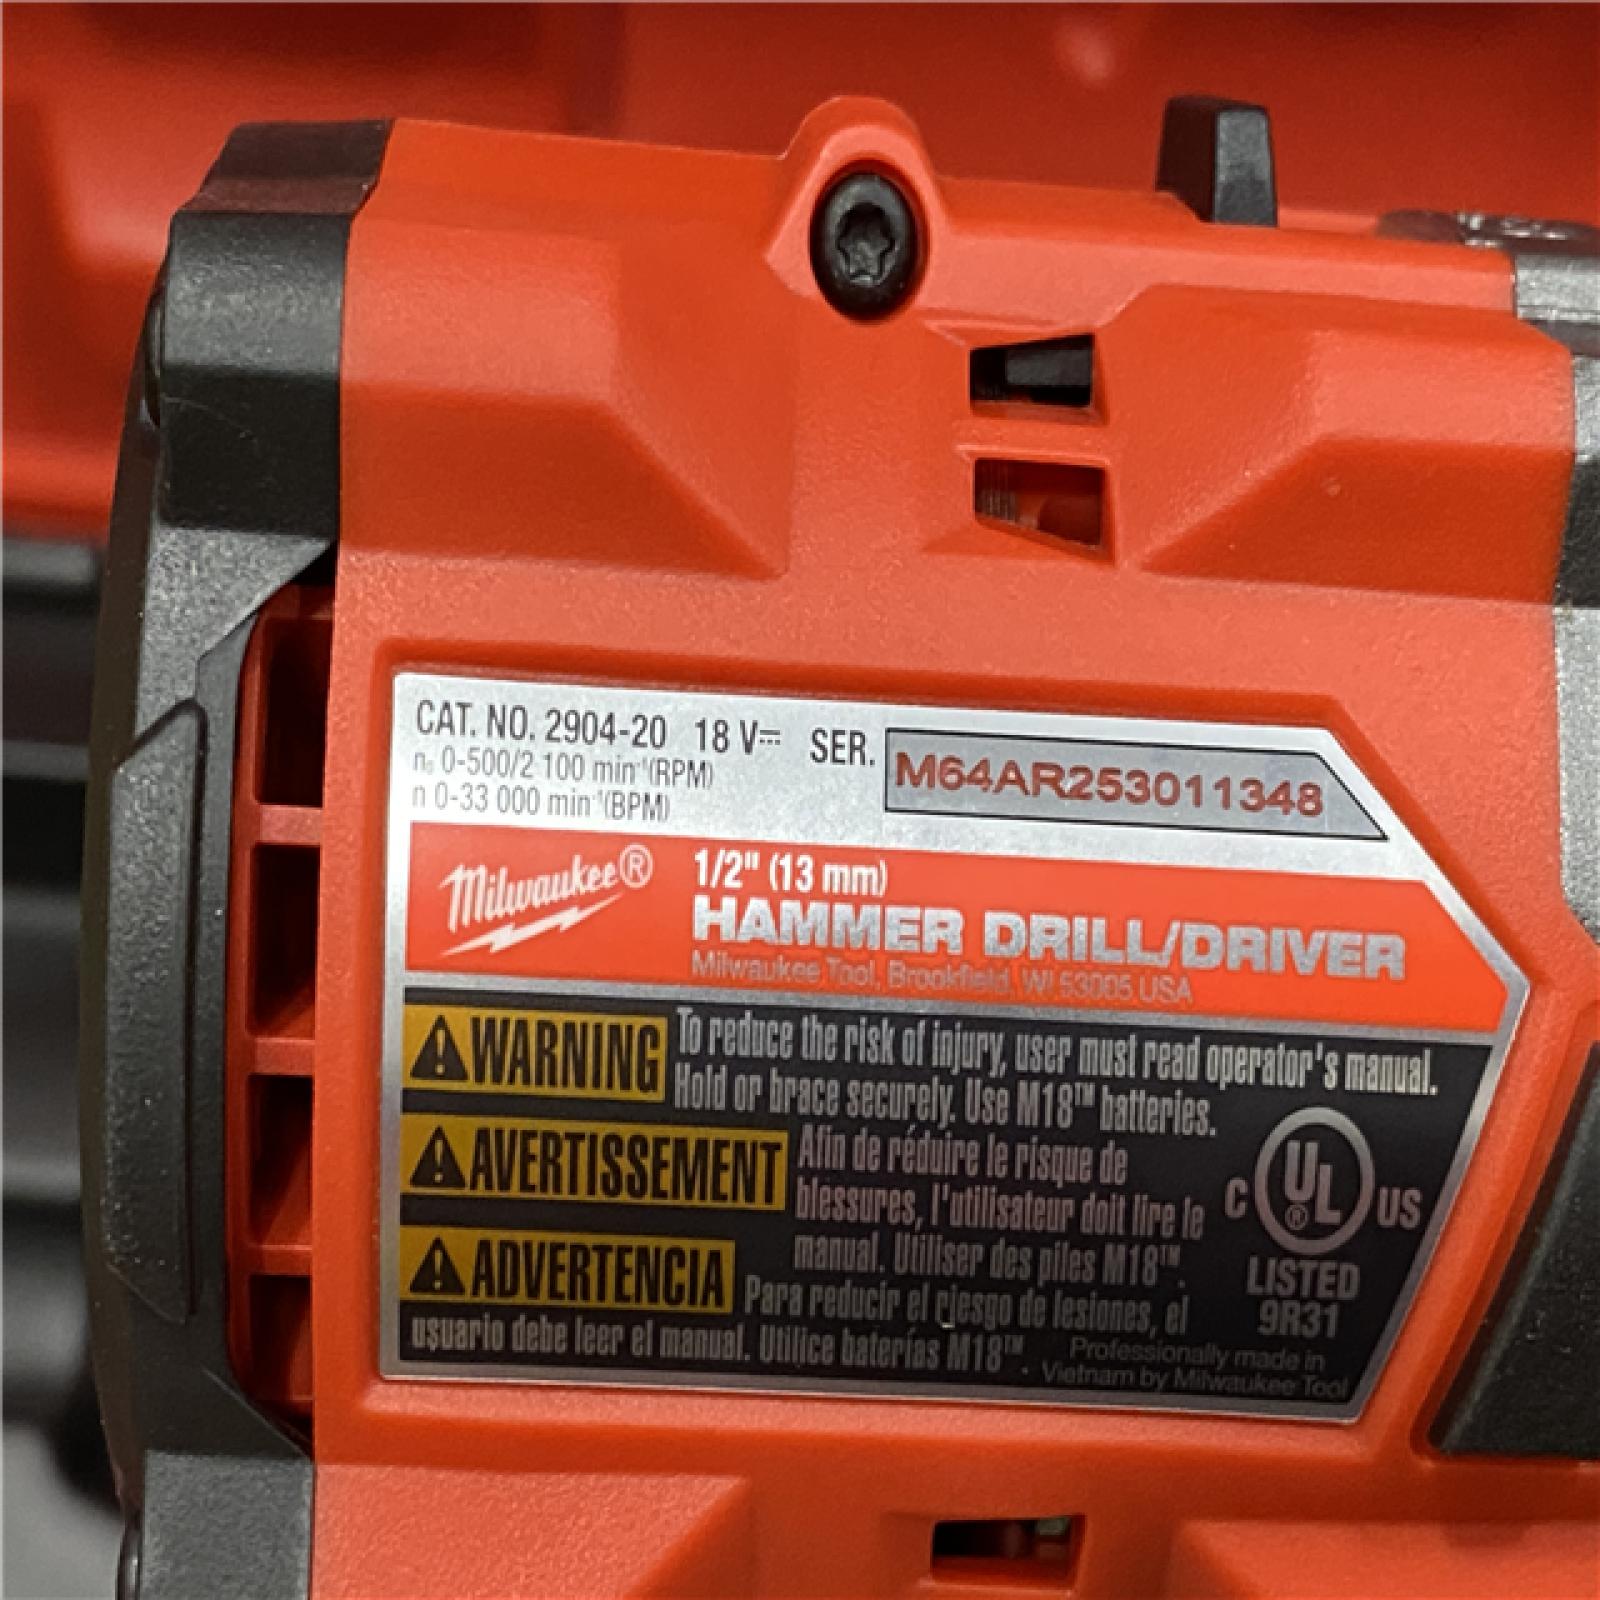 CAT. NO. 2904-20 18 V⎓ SER. M64AR253011348
n₀ 0-500/2 100 min⁻¹(RPM)
n 0-33 000 min⁻¹(BPM)
Milwaukee®
1/2" (13 mm)
HAMMER DRILL/DRIVER
Milwaukee Tool, Brookfield, WI 53005 USA
⚠WARNING To reduce the risk of injury, user must read operator's manual.
Hold or brace securely. Use M18™ batteries.
⚠AVERTISSEMENT Afin de réduire le risque de
blessures, l'utilisateur doit lire le
manual. Utiliser des piles M18™.
⚠ADVERTENCIA Para reducir el riesgo de lesiones, el
usuario debe leer el manual. Utilice baterías M18™.
C UL® US
LISTED
9R31
Professionally made in
Vietnam by Milwaukee Tool